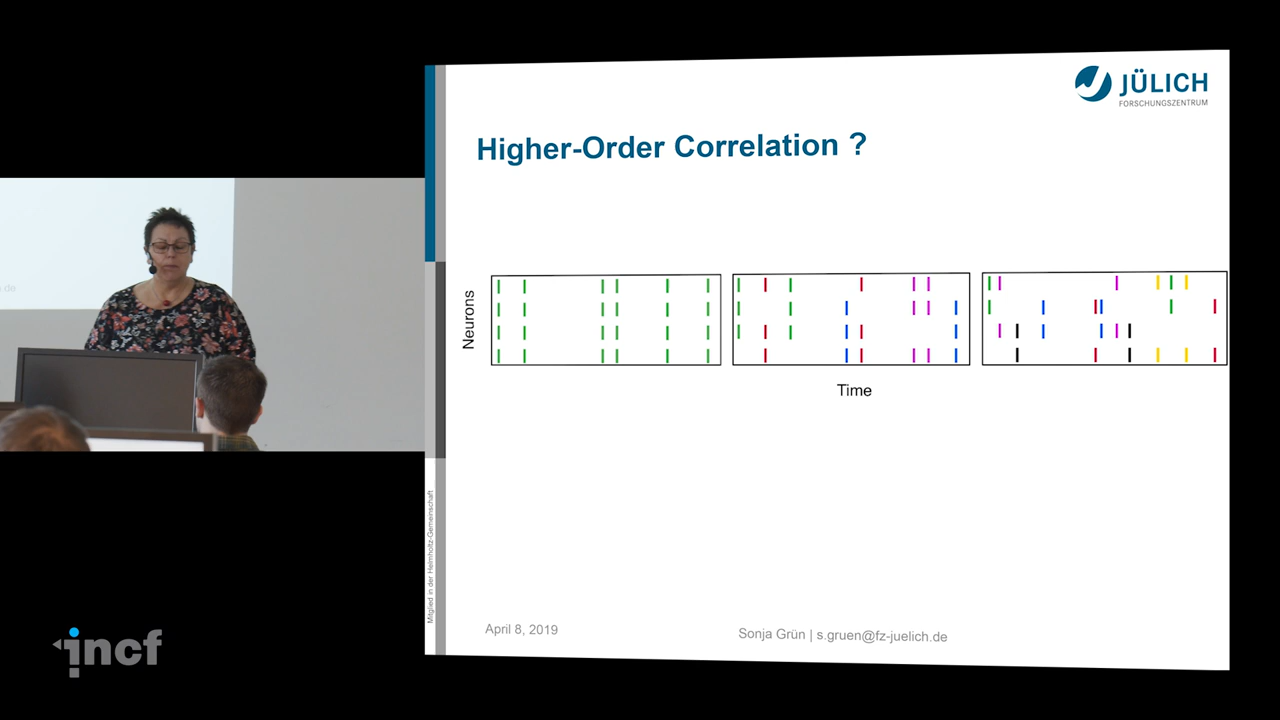 JÜLICH
FORSCHUNGSZENTRUM
Higher-Order Correlation ?
Neurons
Time
Mitglied in der Helmholtz-Gemeinschaft
April 8, 2019
Sonja Grün | s.gruen@fz-juelich.de
incf